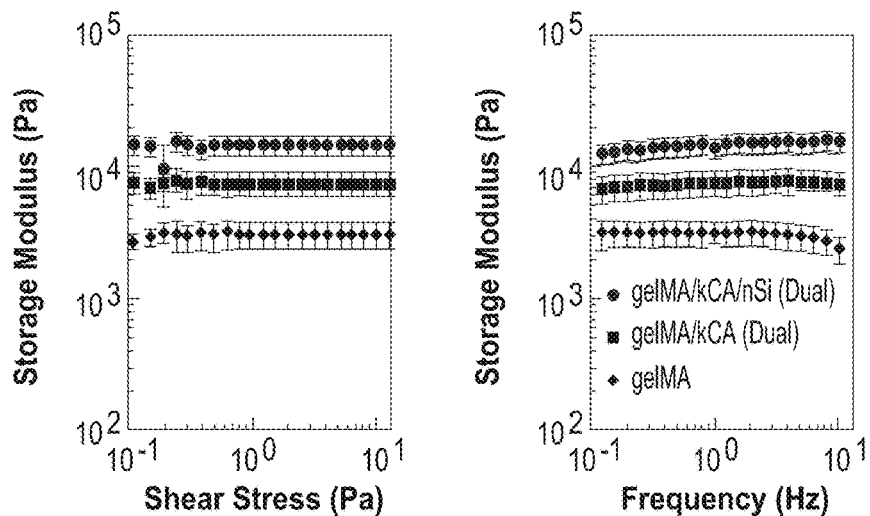 Storage Modulus (Pa)
10^5
10^4
10^3
10^2
10^-1
10^0
10^1
Shear Stress (Pa)
Storage Modulus (Pa)
10^5
10^4
10^3
10^2
10^-1
10^0
10^1
Frequency (Hz)
gelMA/kCA/nSi (Dual)
gelMA/kCA (Dual)
gelMA